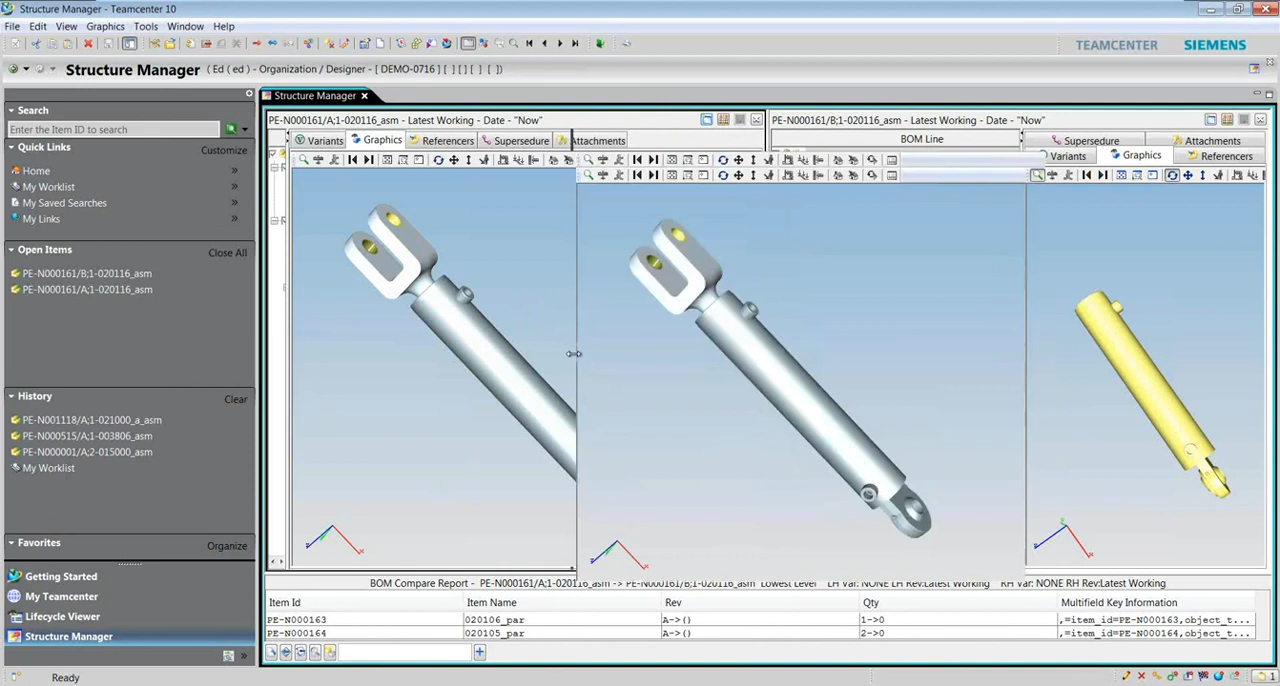 Structure Manager - Teamcenter 10
File Edit View Graphics Tools Window Help
TEAMCENTER SIEMENS
Structure Manager ( Ed ( ed ) - Organization / Designer - [ DEMO-0716 ] [ ] [ ] [ ] [ ])
Search
Enter the Item ID to search
Quick Links Customize
Home
My Worklist
My Saved Searches
My Links
Open Items Close All
PE-N000161/B;1-020116_asm
PE-N000161/A;1-020116_asm
History Clear
PE-N001118/A;1-021000_a_asm
PE-N000515/A;1-003806_asm
PE-N000001/A;2-015000_asm
My Worklist
Favorites Organize
Getting Started
My Teamcenter
Lifecycle Viewer
Structure Manager
Ready
Structure Manager
PE-N000161/A;1-020116_asm - Latest Working - Date - "Now"
Variants Graphics Referencers Supersedure Attachments
PE-N000161/B;1-020116_asm - Latest Working - Date - "Now"
BOM Line
Supersedure Attachments
Variants Graphics Referencers
BOM Compare Report - PE-N000161/A;1-020116_asm -> PE-N000161/B;1-020116_asm Lowest Level LH Var: NONE LH Rev:Latest Working RH Var: NONE RH Rev:Latest Working
Item Id Item Name Rev Qty Multifield Key Information
PE-N000163 020106_par A->() 1->0 ,=item_id=PE-N000163,object_t...
PE-N000164 020105_par A->() 2->0 ,=item_id=PE-N000164,object_t...
1